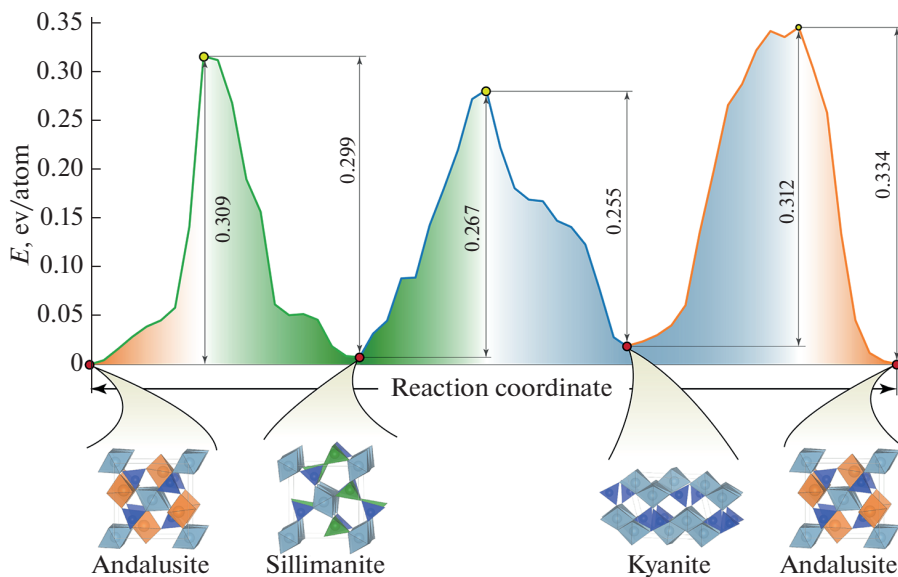 E, ev/atom
0.35
0.30
0.25
0.20
0.15
0.10
0.05
0
0.309
0.299
0.267
0.255
0.312
0.334
Reaction coordinate
Andalusite
Sillimanite
Kyanite
Andalusite